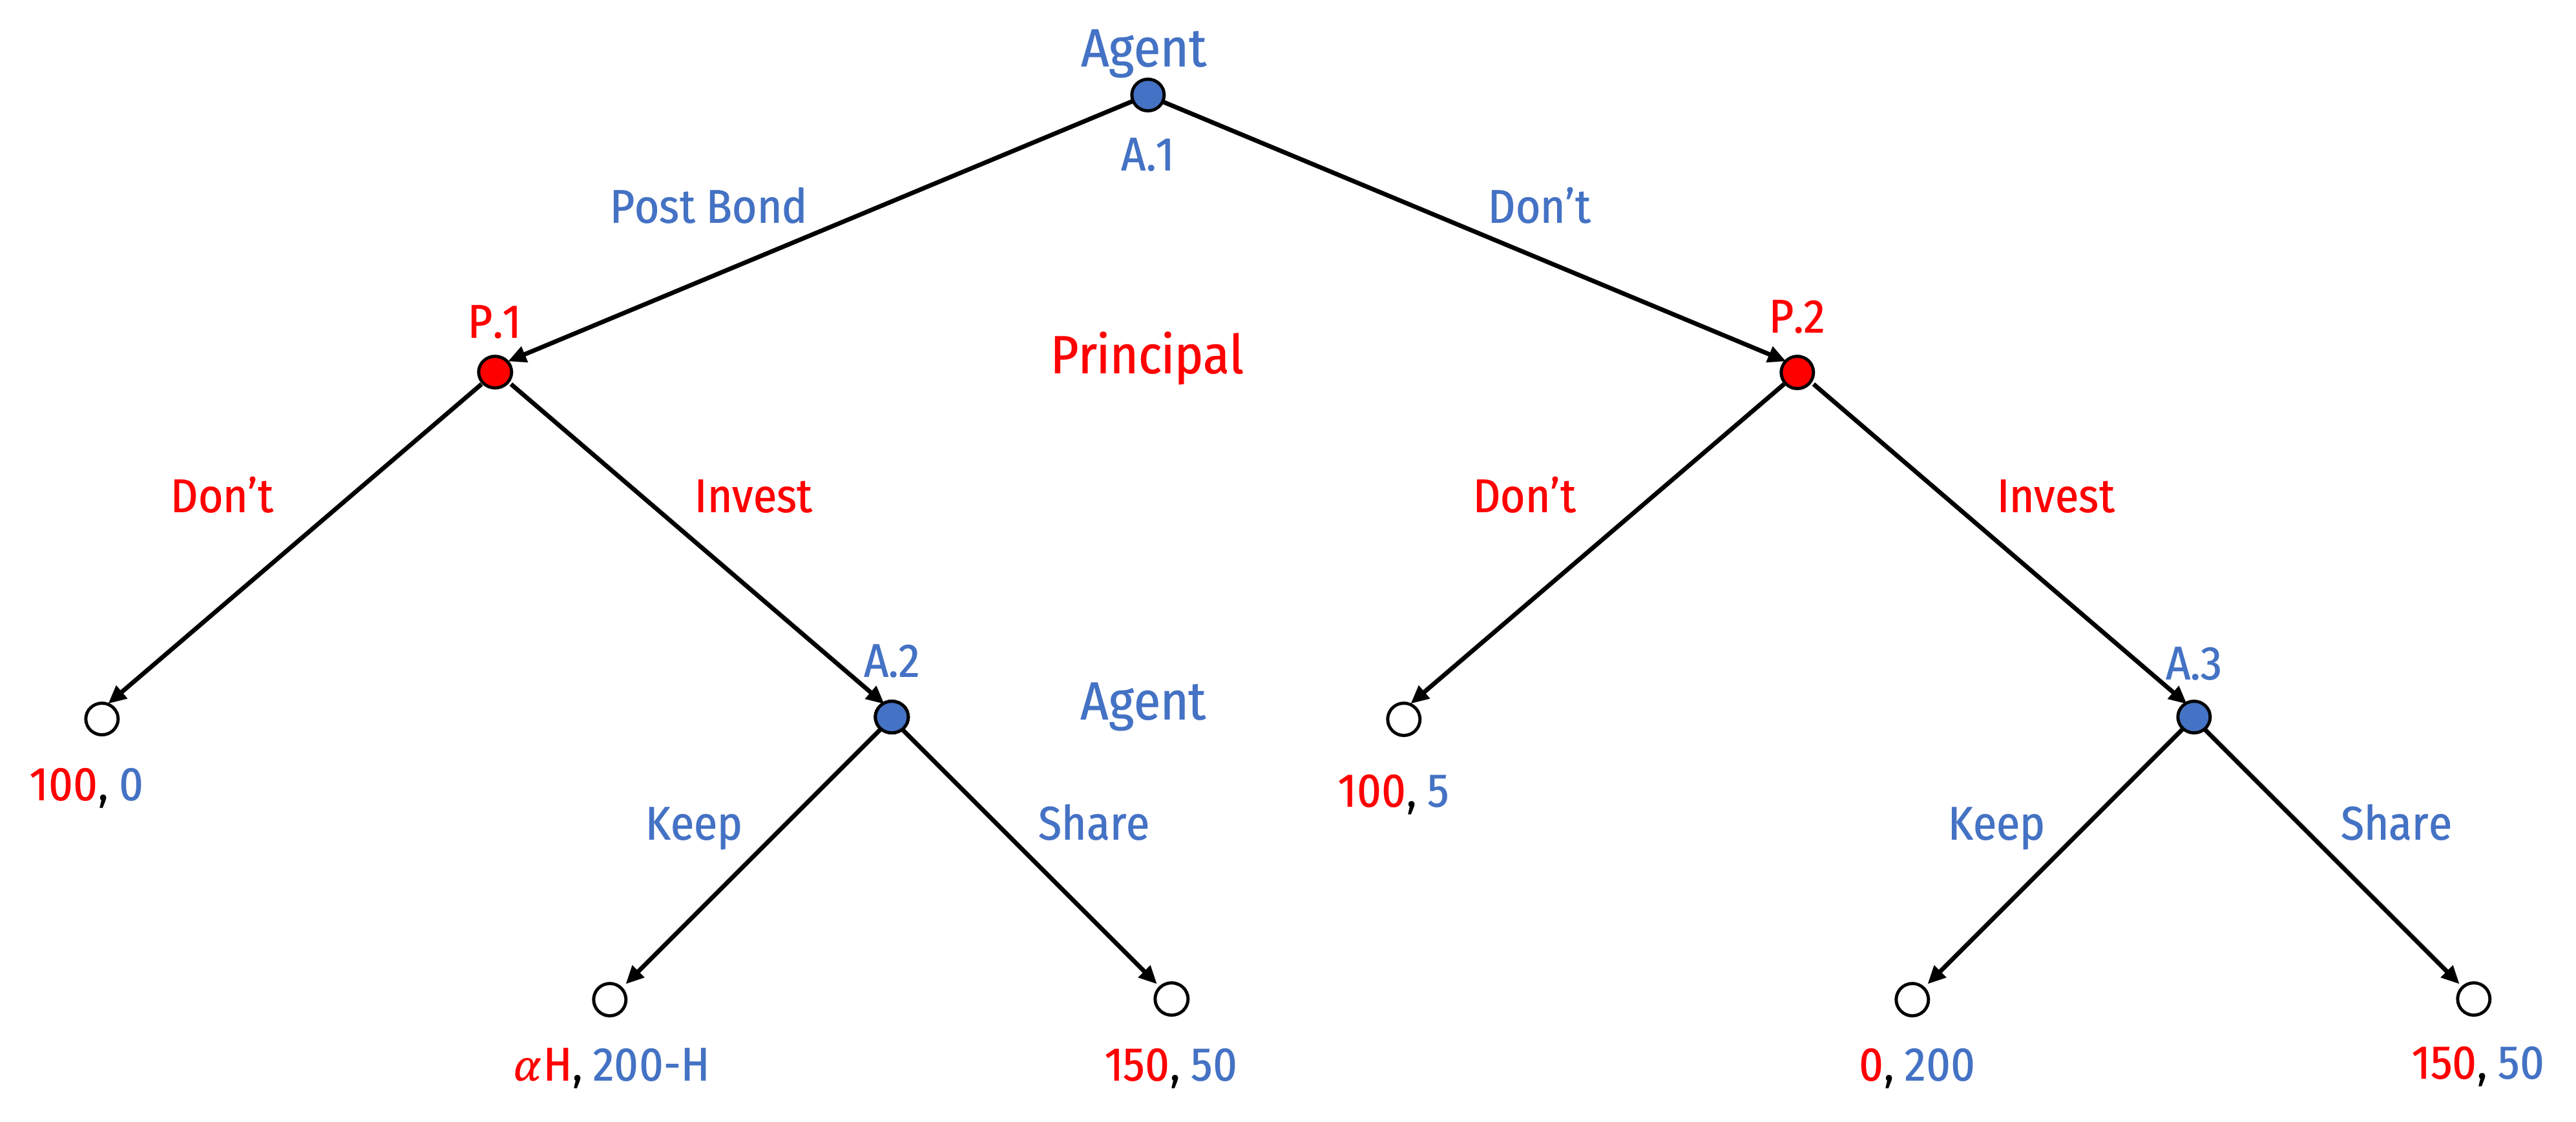 Agent
A.1
Post Bond
Don’t
P.1
P.2
Principal
Don’t
Invest
Don’t
Invest
A.2
A.3
Agent
100, 0
100, 5
Keep
Share
Keep
Share
αH, 200-H
150, 50
0, 200
150, 50